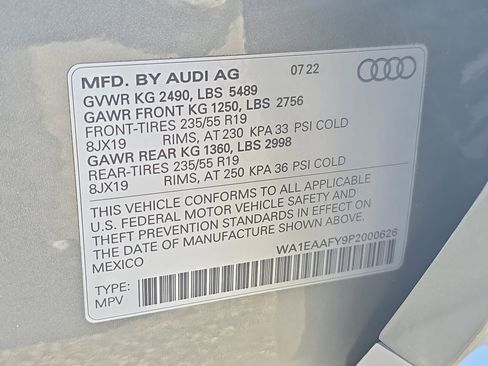 MFD. BY AUDI AG 07/22
GVWR KG 2490, LBS 5489
GAWR FRONT KG 1250, LBS 2756
FRONT-TIRES 235/55 R19
8JX19 RIMS, AT 230 KPA 33 PSI COLD
GAWR REAR KG 1360, LBS 2998
REAR-TIRES 235/55 R19
8JX19 RIMS, AT 250 KPA 36 PSI COLD
THIS VEHICLE CONFORMS TO ALL APPLICABLE
U.S. FEDERAL MOTOR VEHICLE SAFETY AND
THEFT PREVENTION STANDARDS IN EFFECT ON
THE DATE OF MANUFACTURE SHOWN ABOVE.
MEXICO
WA1EAAFY9P2000626
TYPE:
MPV